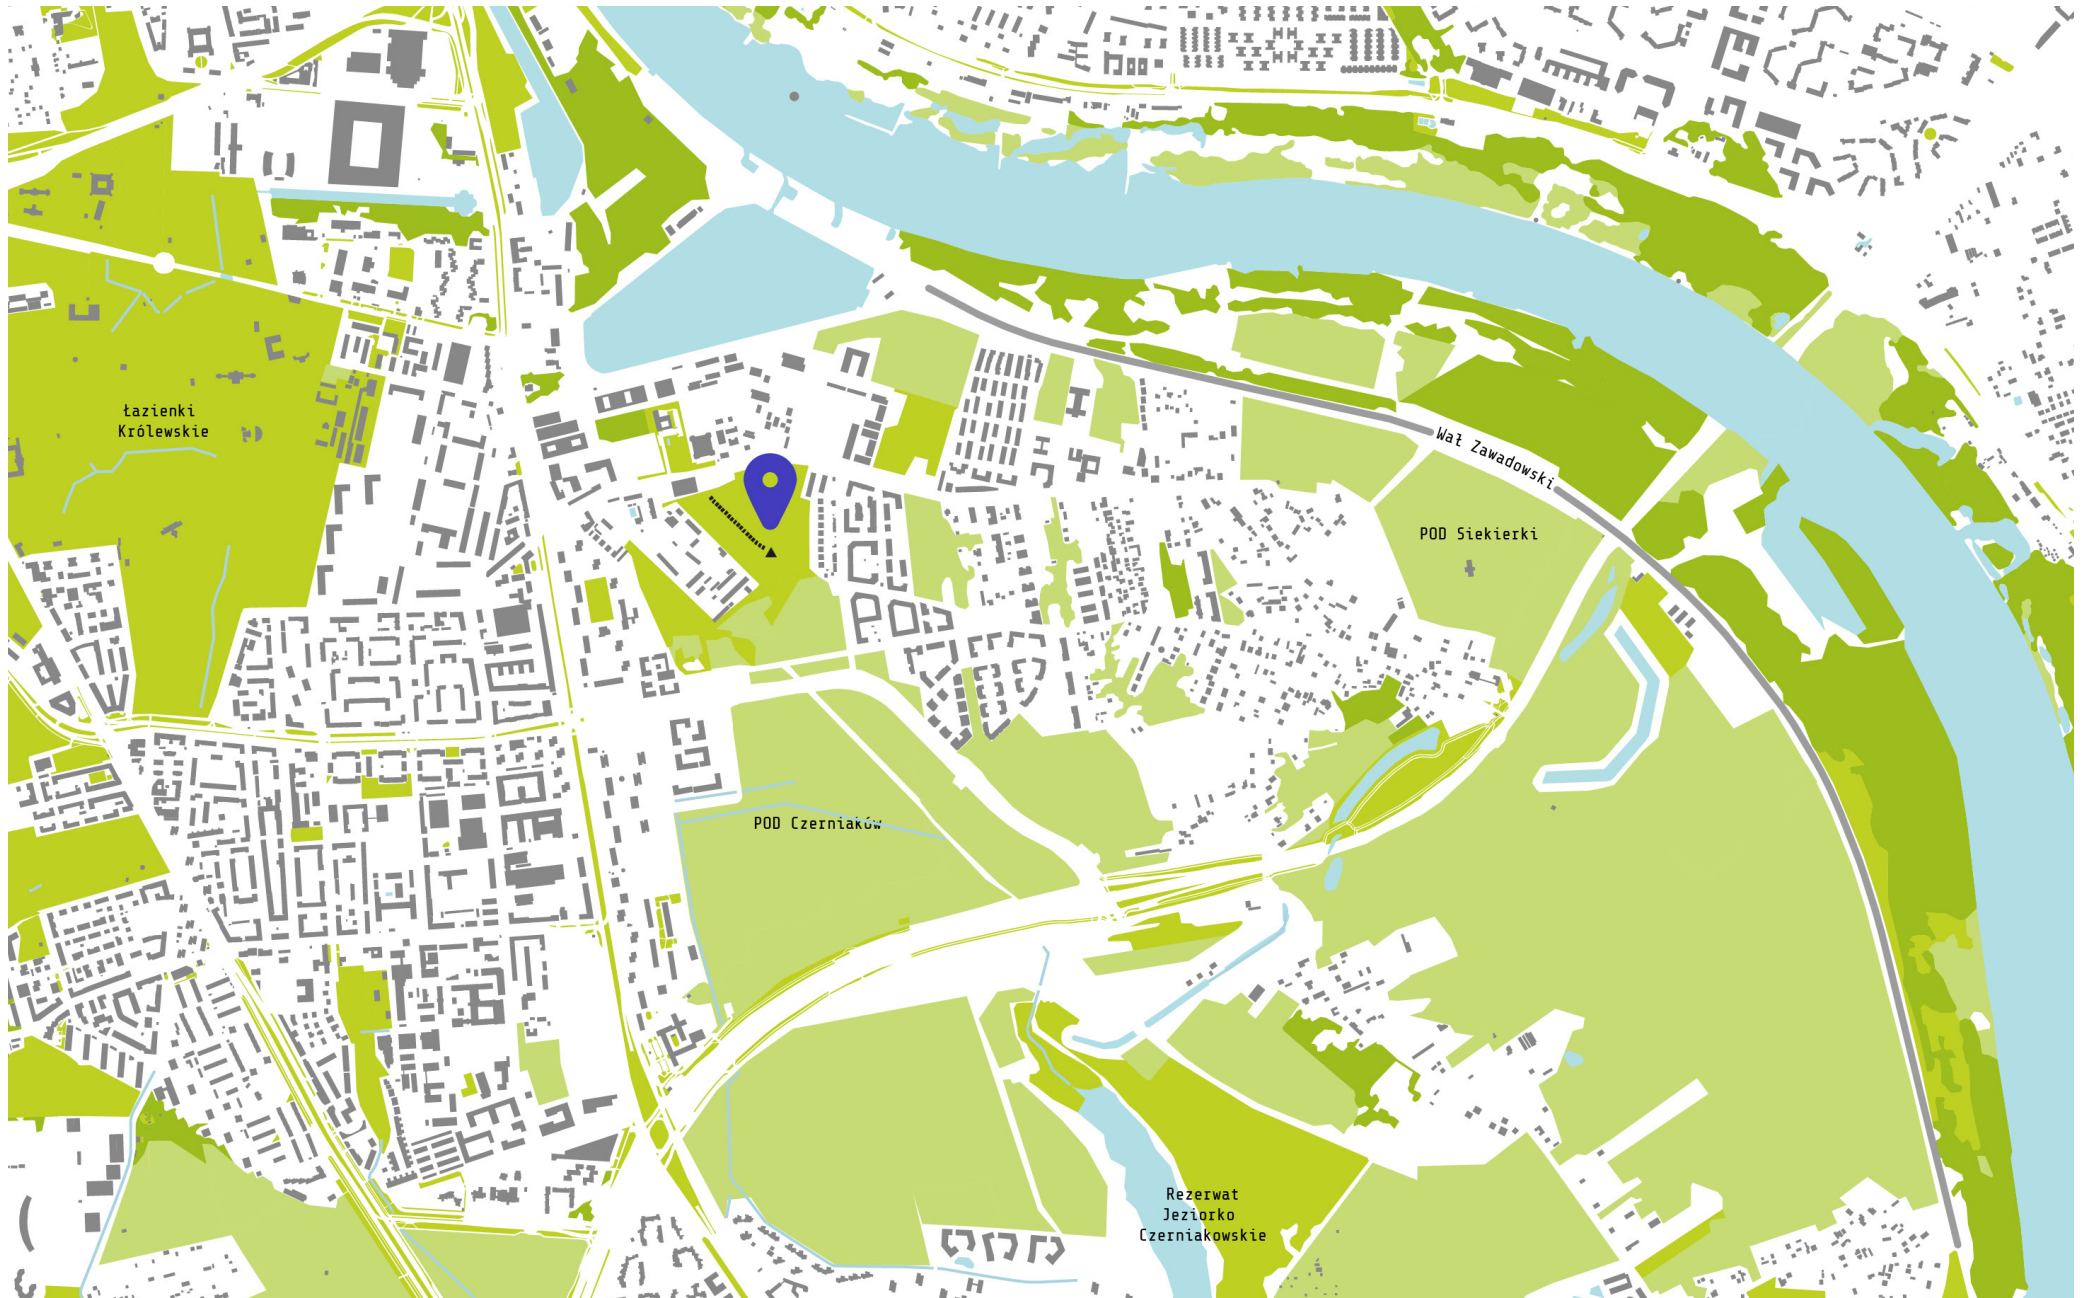 Łazienki
Królewskie
Wał Zawadowski
POD Siekierki
POD Czerniaków
Rezerwat
Jeziorko
Czerniakowskie